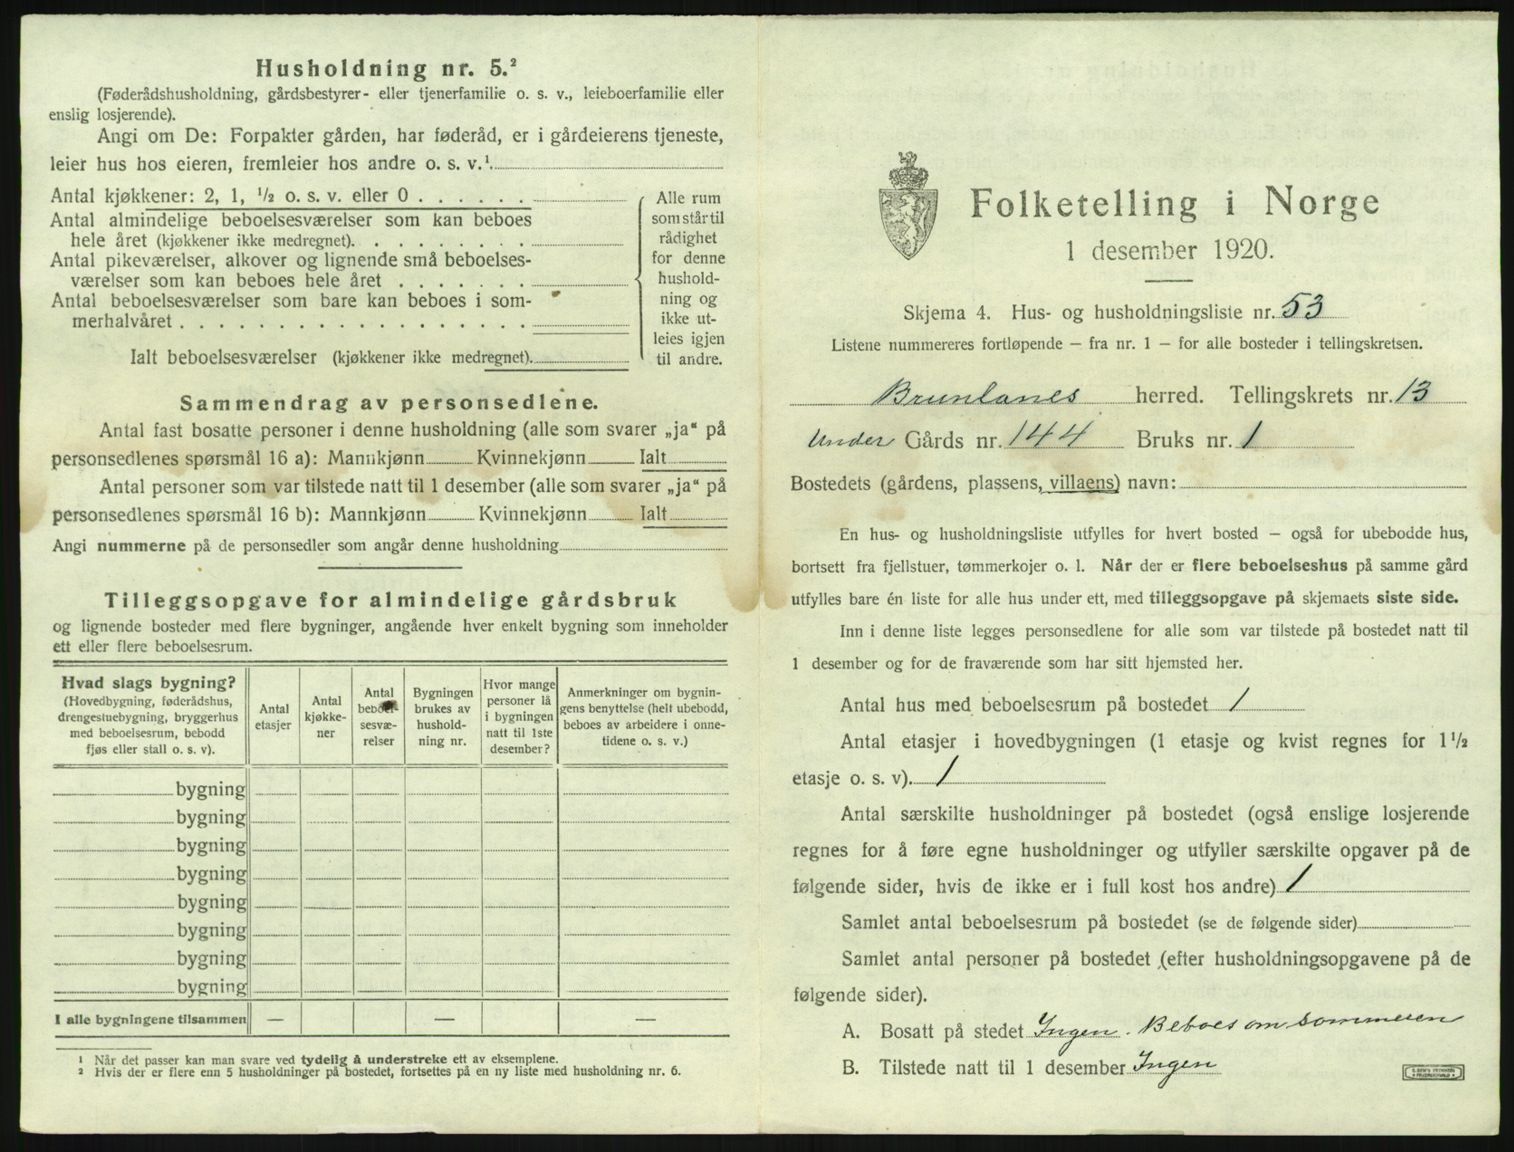 Husholdning nr. 5.²
(Føderådshusholdning, gårdsbestyrer- eller tjenerfamilie o. s. v., leieboerfamilie eller
enslig losjerende).
Angi om De: Forpakter gården, har føderåd, er i gårdeierens tjeneste,
leier hus hos eieren, fremleier hos andre o. s. v.¹
Antal kjøkkener: 2, 1, ½ o. s. v. eller 0 . . . . . .
Antal almindelige beboelsesværelser som kan beboes
hele året (kjøkkener ikke medregnet). . . . . . . . .
Antal pikeværelser, alkover og lignende små beboelses-
værelser som kan beboes hele året . . . . . . .
Antal beboelsesværelser som bare kan beboes i som-
merhalvåret . . . . . . . . . . . . . . . . . .
Ialt beboelsesværelser (kjøkkener ikke medregnet).
Alle rum
som står til
rådighet
for denne
hushold-
ning og
ikke ut-
leies igjen
til andre.
Sammendrag av personsedlene.
Antal fast bosatte personer i denne husholdning (alle som svarer „ja“ på
personsedlenes spørsmål 16 a): Mannkjønn Kvinnekjønn Ialt
Antal personer som var tilstede natt til 1 desember (alle som svarer „ja“ på
personsedlenes spørsmål 16 b): Mannkjønn Kvinnekjønn Ialt
Angi nummerne på de personsedler som angår denne husholdning
Tilleggsopgave for almindelige gårdsbruk
og lignende bosteder med flere bygninger, angående hver enkelt bygning som inneholder
ett eller flere beboelsesrum.
Hvad slags bygning?
(Hovedbygning, føderådshus,
drengestuebygning, bryggerhus
med beboelsesrum, bebodd
fjøs eller stall o. s. v).
Antal
etasjer
Antal
kjøkke-
ner
Antal
beboel-
sesvæ-
relser
Bygningen
brukes av
hushold-
ning nr.
Hvor mange
personer lå
i bygningen
natt til 1ste
desember?
Anmerkninger om bygnin-
gens benyttelse (helt ubebodd,
beboes av arbeidere i onne-
tidene o. s. v.)
bygning
bygning
bygning
bygning
bygning
bygning
bygning
bygning
I alle bygningene tilsammen — — —
¹ Når det passer kan man svare ved tydelig å understreke ett av eksemplene.
² Hvis der er flere enn 5 husholdninger på bostedet, fortsettes på en ny liste med husholdning nr. 6.
Folketelling i Norge
1 desember 1920.
Skjema 4. Hus- og husholdningsliste nr. 53
Listene nummereres fortløpende — fra nr. 1 — for alle bosteder i tellingskretsen.
Brunlanes herred. Tellingskrets nr. 13
Under Gårds nr. 144 Bruks nr. 1
Bostedets (gårdens, plassens, villaens) navn:
En hus- og husholdningsliste utfylles for hvert bosted — også for ubebodde hus,
bortsett fra fjellstuer, tømmerkojer o. l. Når der er flere beboelseshus på samme gård
utfylles bare én liste for alle hus under ett, med tilleggsopgave på skjemaets siste side.
Inn i denne liste legges personsedlene for alle som var tilstede på bostedet natt til
1 desember og for de fraværende som har sitt hjemsted her.
Antal hus med beboelsesrum på bostedet 1
Antal etasjer i hovedbygningen (1 etasje og kvist regnes for 1½
etasje o. s. v). 1
Antal særskilte husholdninger på bostedet (også enslige losjerende
regnes for å føre egne husholdninger og utfyller særskilte opgaver på de
følgende sider, hvis de ikke er i full kost hos andre) 1
Samlet antal beboelsesrum på bostedet (se de følgende sider)
Samlet antal personer på bostedet (efter husholdningsopgavene på de
følgende sider).
A. Bosatt på stedet Ingen. Beboes om sommeren
B. Tilstede natt til 1 desember Ingen